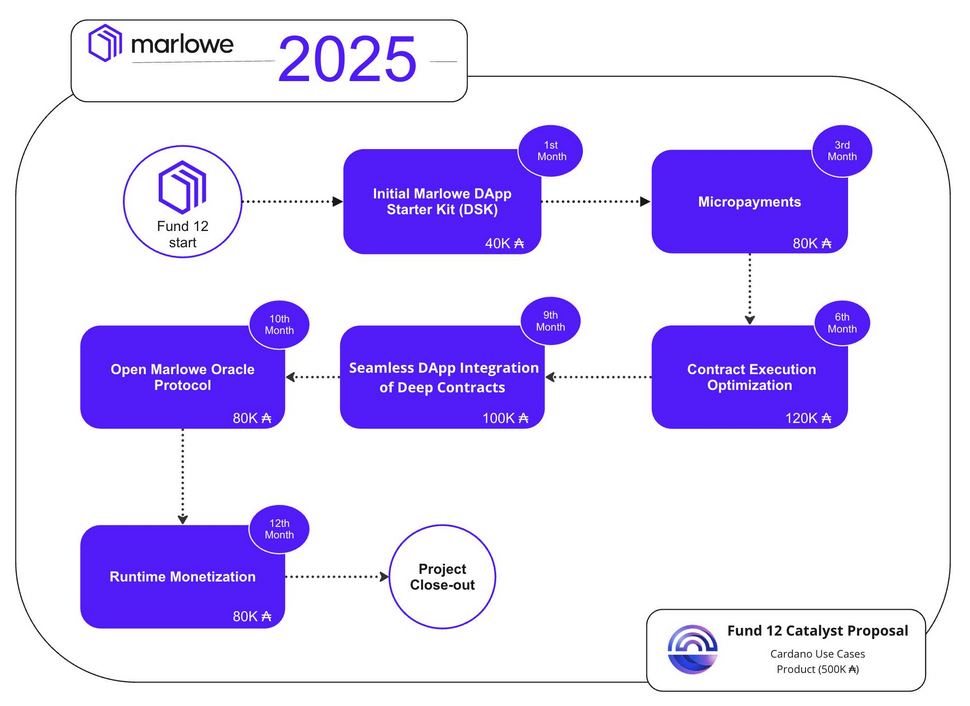 marlowe
2025
Fund 12
start
1st
Month
Initial Marlowe DApp
Starter Kit (DSK)
40K ₳
3rd
Month
Micropayments
80K ₳
6th
Month
Contract Execution
Optimization
120K ₳
9th
Month
Seamless DApp Integration
of Deep Contracts
100K ₳
10th
Month
Open Marlowe Oracle
Protocol
80K ₳
12th
Month
Runtime Monetization
80K ₳
Project
Close-out
Fund 12 Catalyst Proposal
Cardano Use Cases
Product (500K ₳)